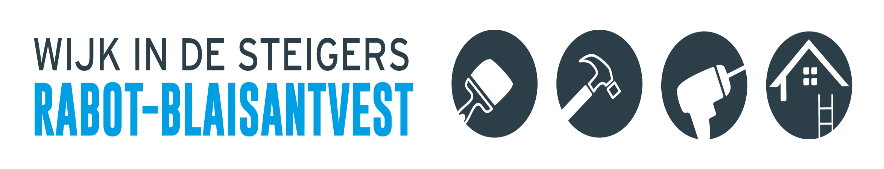 WIJK IN DE STEIGERS
RABOT-BLAISANTVEST